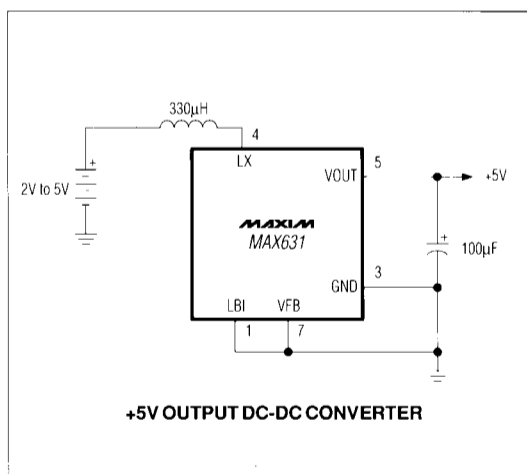 330µH
4
LX
5
VOUT
+5V
+
2V to 5V
MAXIM
MAX631
+
100µF
3
GND
LBI VFB
1 7
+5V OUTPUT DC-DC CONVERTER